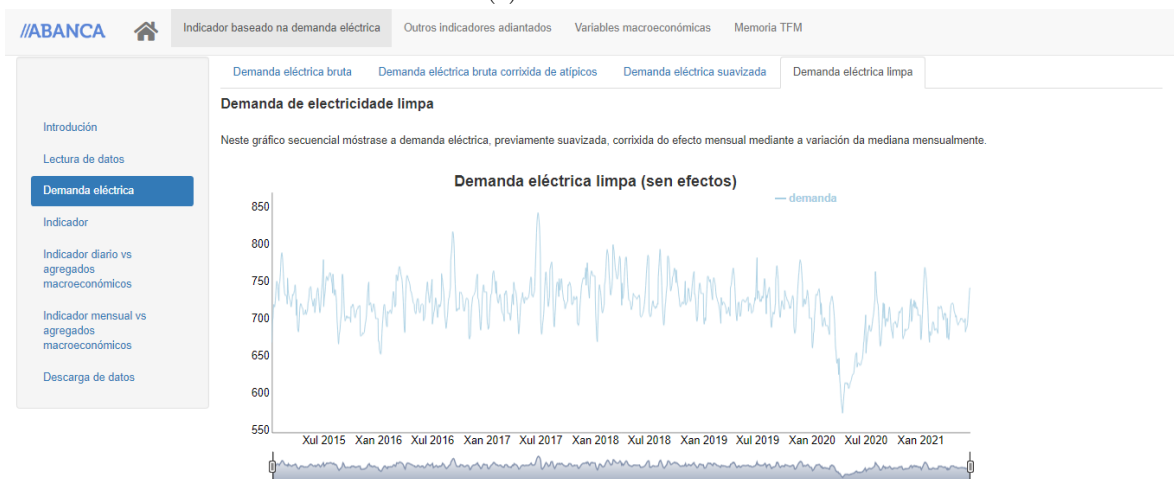 (c)
//ABANCA
Indicador baseado na demanda eléctrica
Outros indicadores adiantados
Variables macroeconómicas
Memoria TFM
Introdución
Lectura de datos
Demanda eléctrica
Indicador
Indicador diario vs
agregados
macroeconómicos
Indicador mensual vs
agregados
macroeconómicos
Descarga de datos
Demanda eléctrica bruta
Demanda eléctrica bruta corrixida de atípicos
Demanda eléctrica suavizada
Demanda eléctrica limpa
Demanda de electricidade limpa
Neste gráfico secuencial móstrase a demanda eléctrica, previamente suavizada, corrixida do efecto mensual mediante a variación da mediana mensualmente.
Demanda eléctrica limpa (sen efectos)
demanda
850
800
750
700
650
600
550
Xul 2015 Xan 2016 Xul 2016 Xan 2017 Xul 2017 Xan 2018 Xul 2018 Xan 2019 Xul 2019 Xan 2020 Xul 2020 Xan 2021